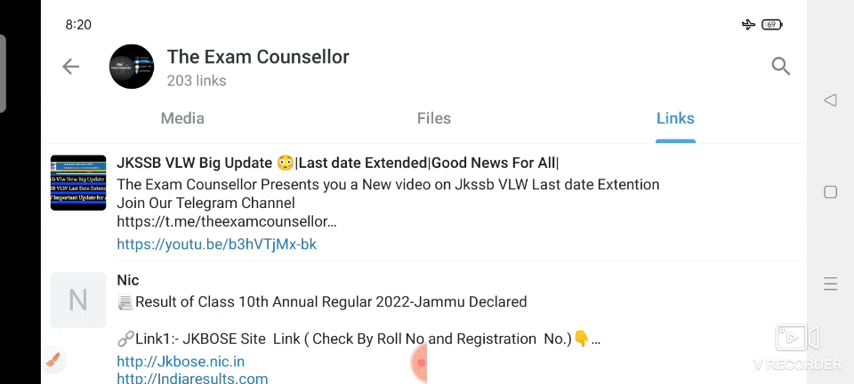 8:20
69
The Exam Counsellor
203 links
Media Files Links
JKSSB VLW Big Update 😳|Last date Extended|Good News For All|
The Exam Counsellor Presents you a New video on Jkssb VLW Last date Extention
Join Our Telegram Channel
https://t.me/theexamcounsellor...
https://youtu.be/b3hVTjMx-bk
Nic
N
📜Result of Class 10th Annual Regular 2022-Jammu Declared
🔗Link1:- JKBOSE Site Link ( Check By Roll No and Registration No.)👇...
http://Jkbose.nic.in
http://Indiaresults.com
V RECORDER